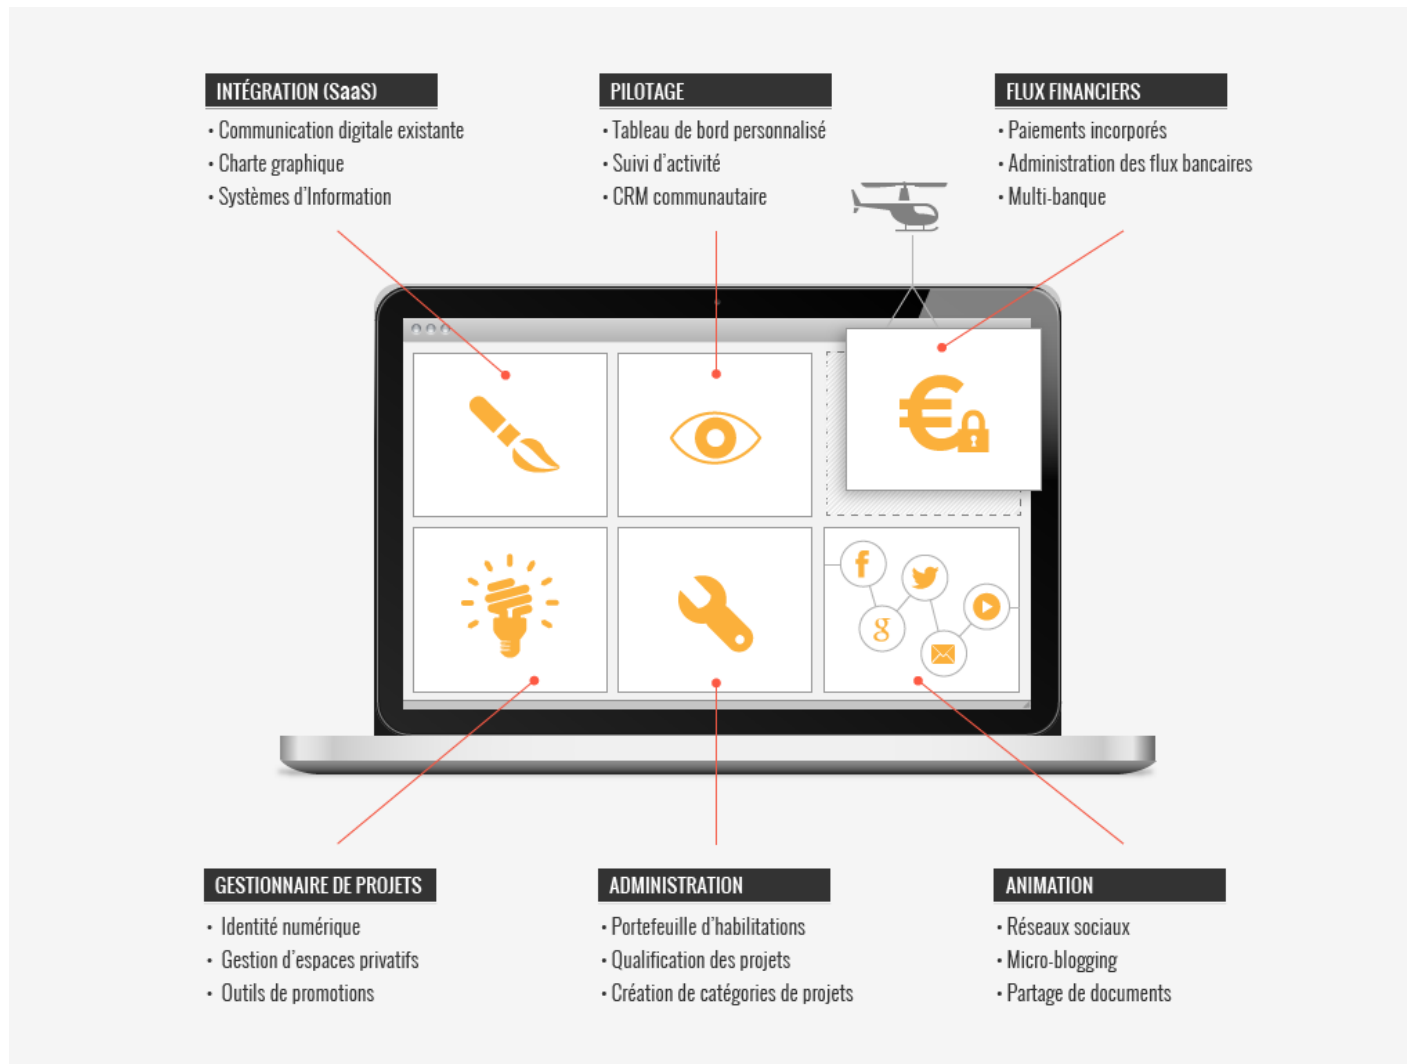 INTÉGRATION (SaaS)
• Communication digitale existante
• Charte graphique
• Systèmes d'Information
PILOTAGE
• Tableau de bord personnalisé
• Suivi d'activité
• CRM communautaire
FLUX FINANCIERS
• Paiements incorporés
• Administration des flux bancaires
• Multi-banque
€
f
g
GESTIONNAIRE DE PROJETS
• Identité numérique
• Gestion d'espaces privatifs
• Outils de promotions
ADMINISTRATION
• Portefeuille d'habilitations
• Qualification des projets
• Création de catégories de projets
ANIMATION
• Réseaux sociaux
• Micro-blogging
• Partage de documents